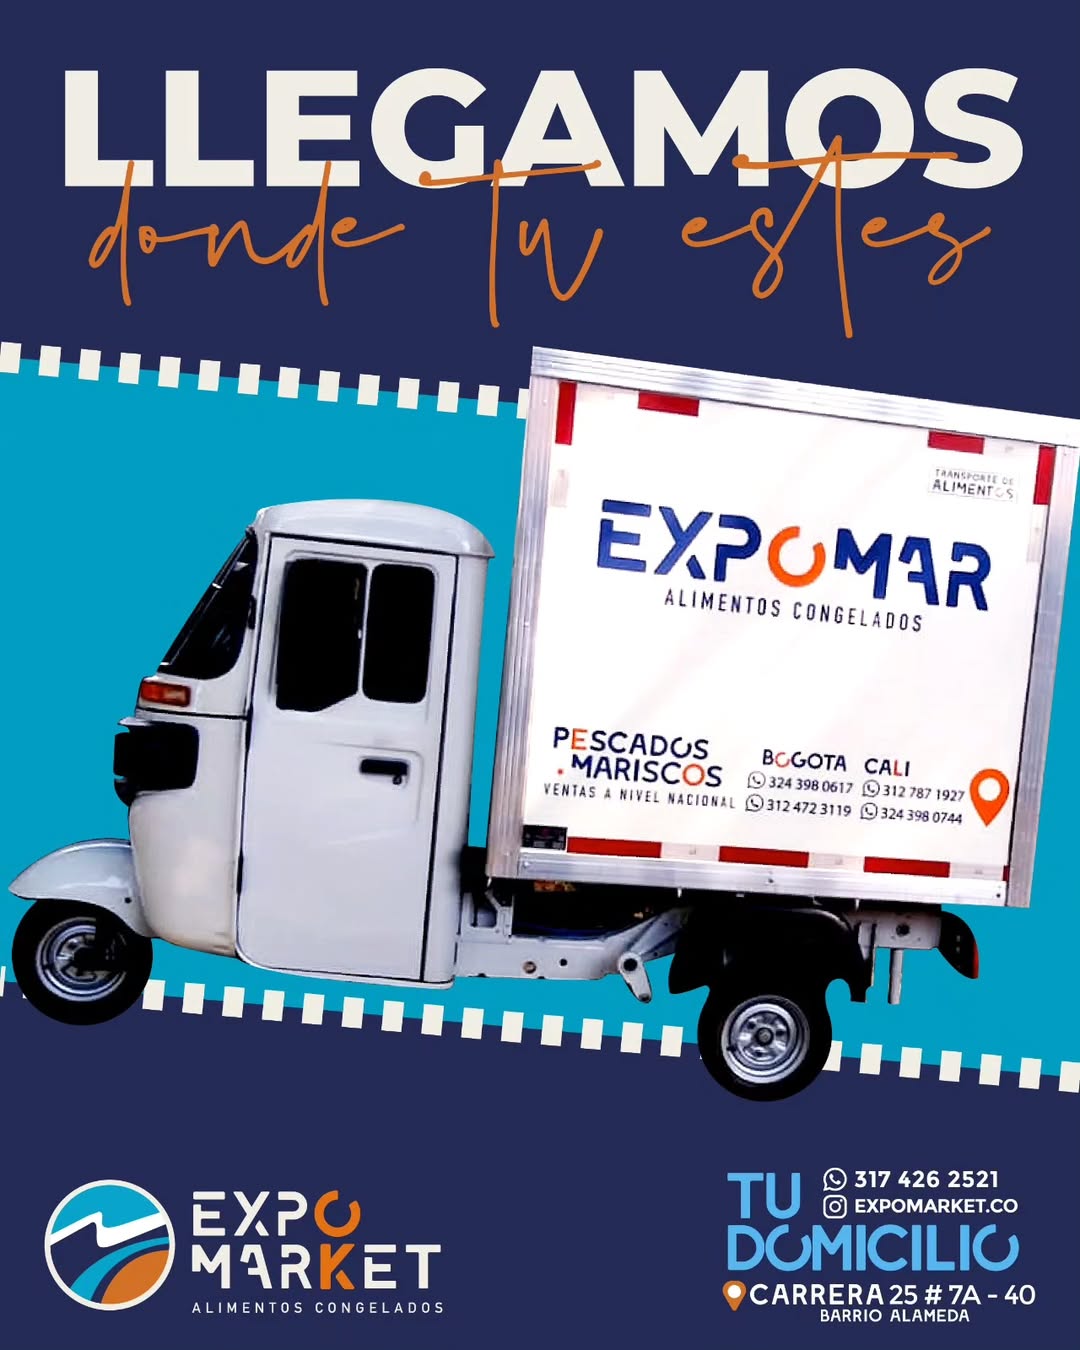 LLEGAMOS
donde tu estes
TRANSPORTE DE
ALIMENTOS
EXPOMAR
ALIMENTOS CONGELADOS
PESCADOS
. MARISCOS
VENTAS A NIVEL NACIONAL
BOGOTA CALI
324 398 0617 312 787 1927
312 472 3119 324 398 0744
EXPO
MARKET
ALIMENTOS CONGELADOS
TU
DOMICILIO
317 426 2521
EXPOMARKET.CO
CARRERA 25 # 7A - 40
BARRIO ALAMEDA